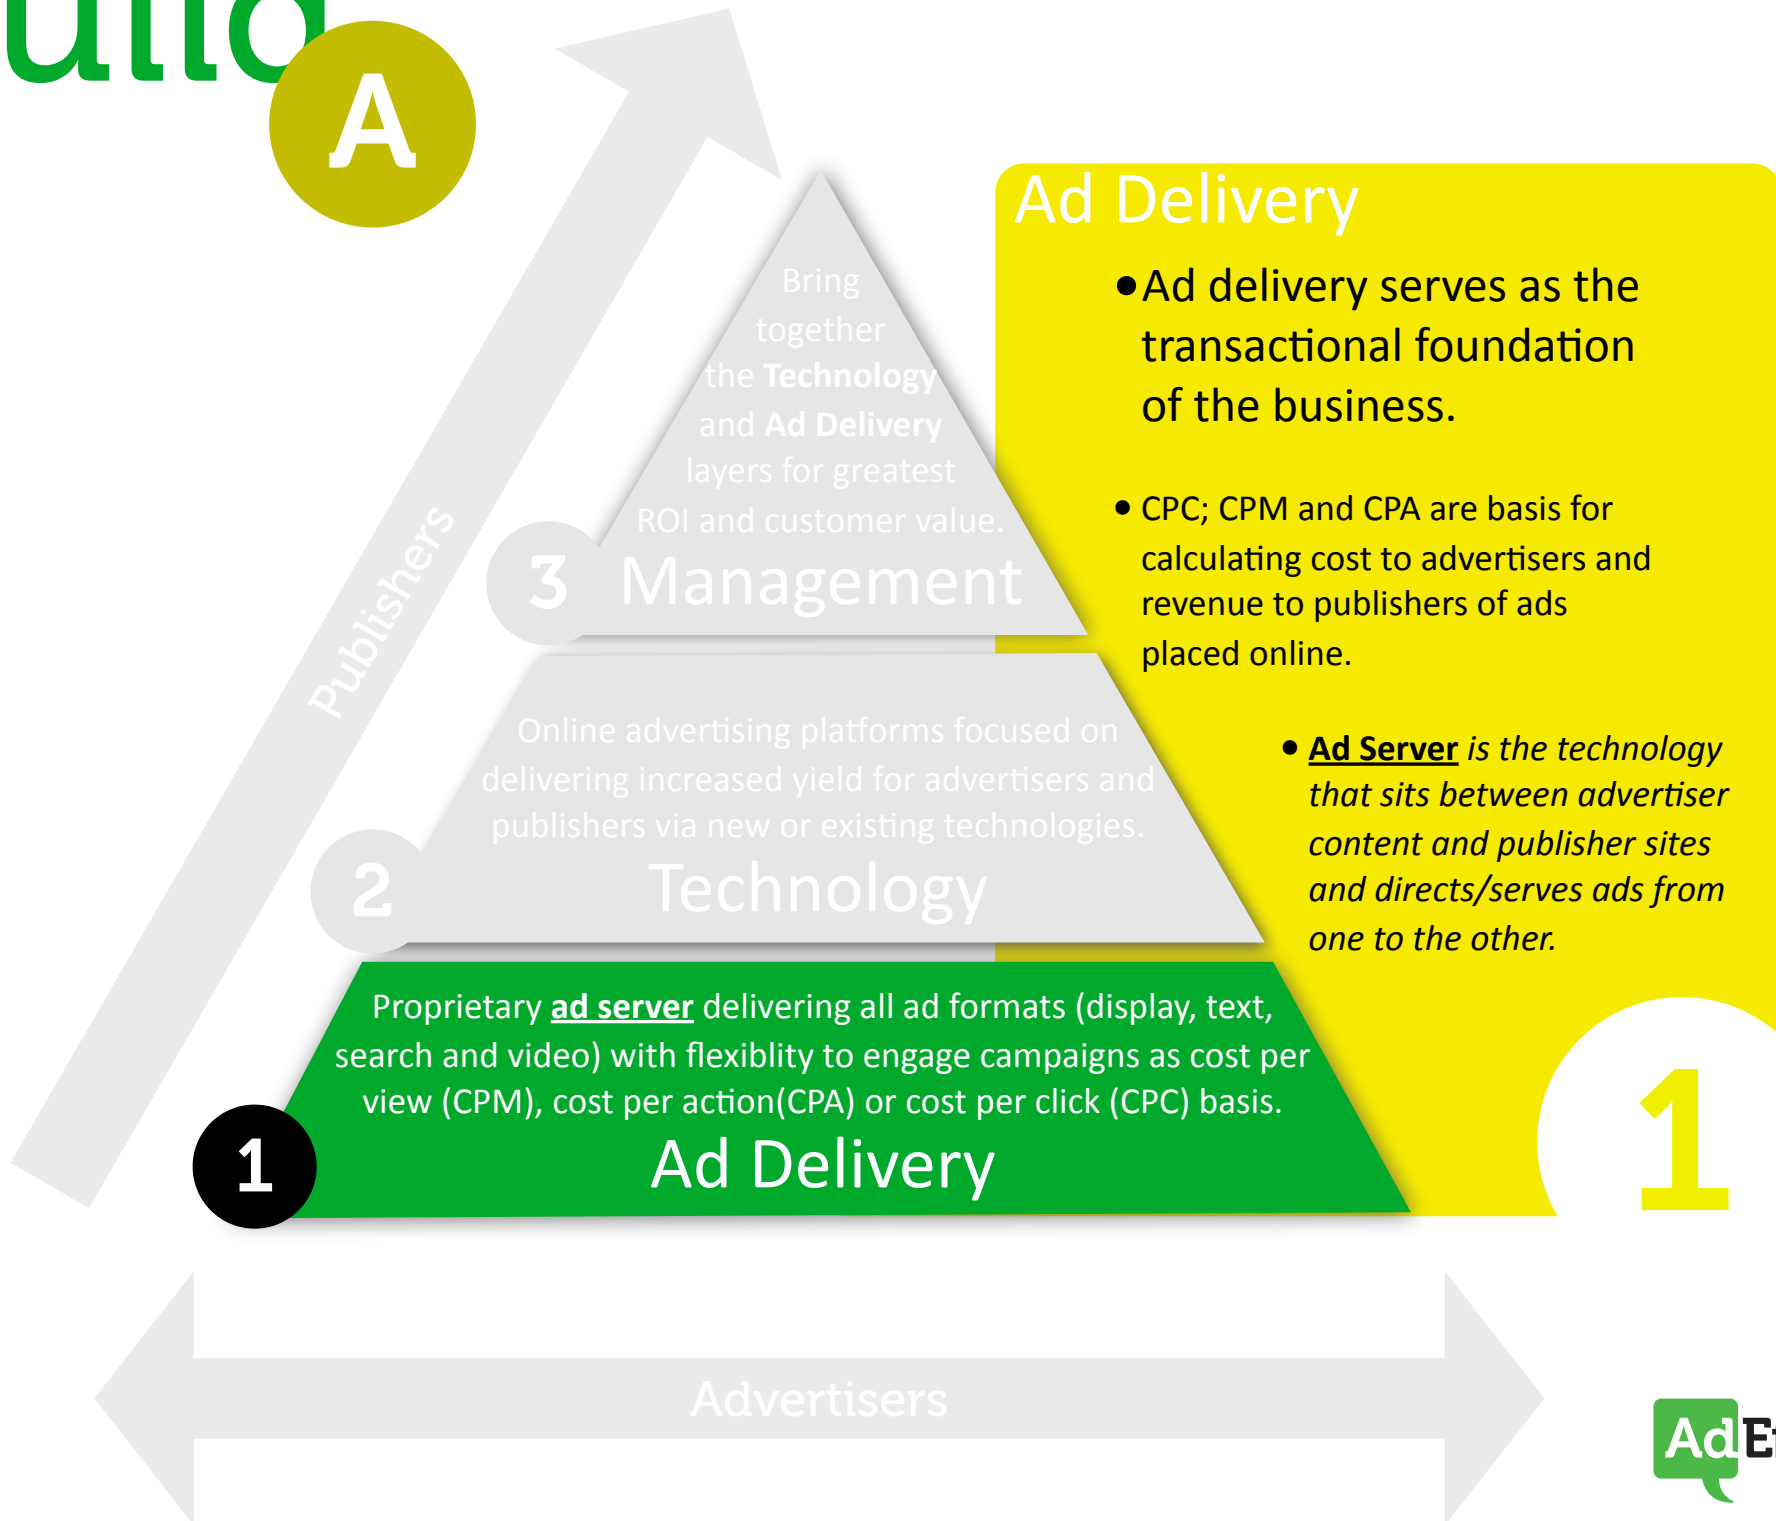 A
Ad Delivery
•Ad delivery serves as the
transactional foundation
of the business.
• CPC; CPM and CPA are basis for
calculating cost to advertisers and
revenue to publishers of ads
placed online.
• Ad Server is the technology
that sits between advertiser
content and publisher sites
and directs/serves ads from
one to the other.
1
Publishers
Bring
together
the Technology
and Ad Delivery
layers for greatest
ROI and customer value.
3 Management
Online advertising platforms focused on
delivering increased yield for advertisers and
publishers via new or existing technologies.
2 Technology
Proprietary ad server delivering all ad formats (display, text,
search and video) with flexiblity to engage campaigns as cost per
view (CPM), cost per action(CPA) or cost per click (CPC) basis.
1 Ad Delivery
Advertisers
Ad